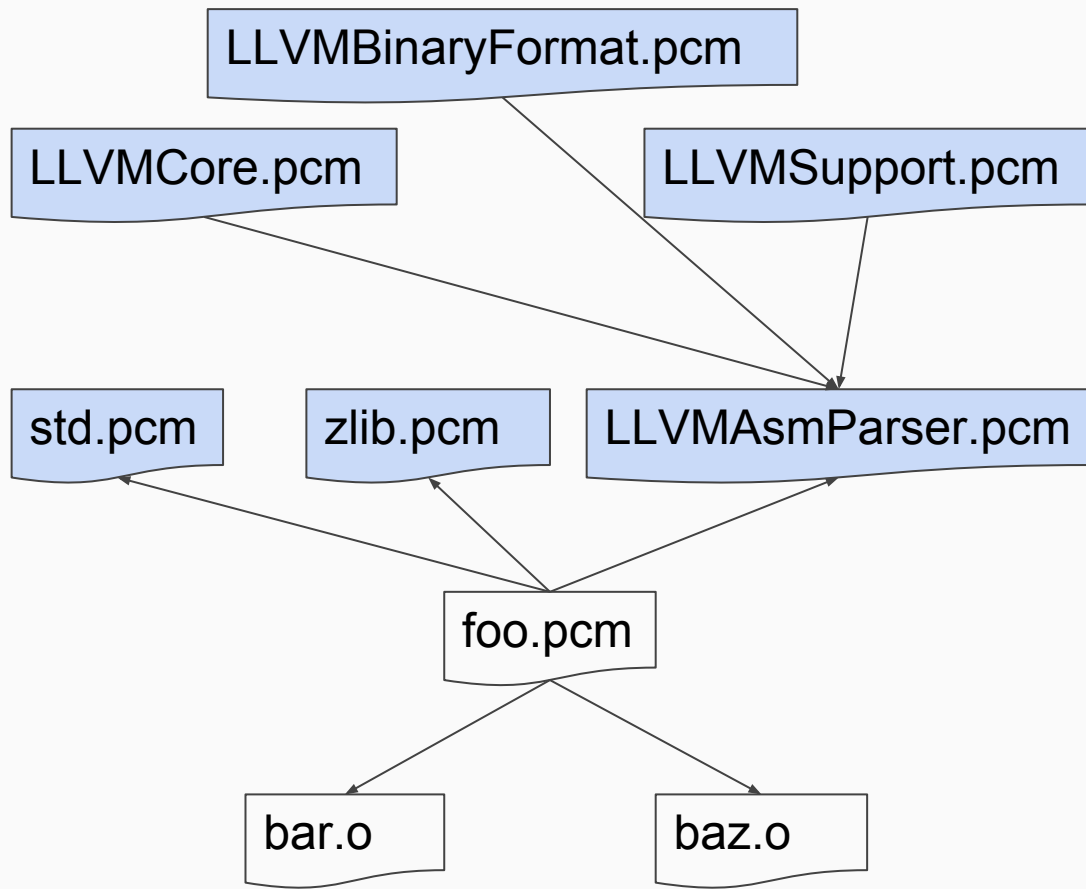 LLVMBinaryFormat.pcm
LLVMCore.pcm
LLVMSupport.pcm
std.pcm
zlib.pcm
LLVMAsmParser.pcm
foo.pcm
bar.o
baz.o